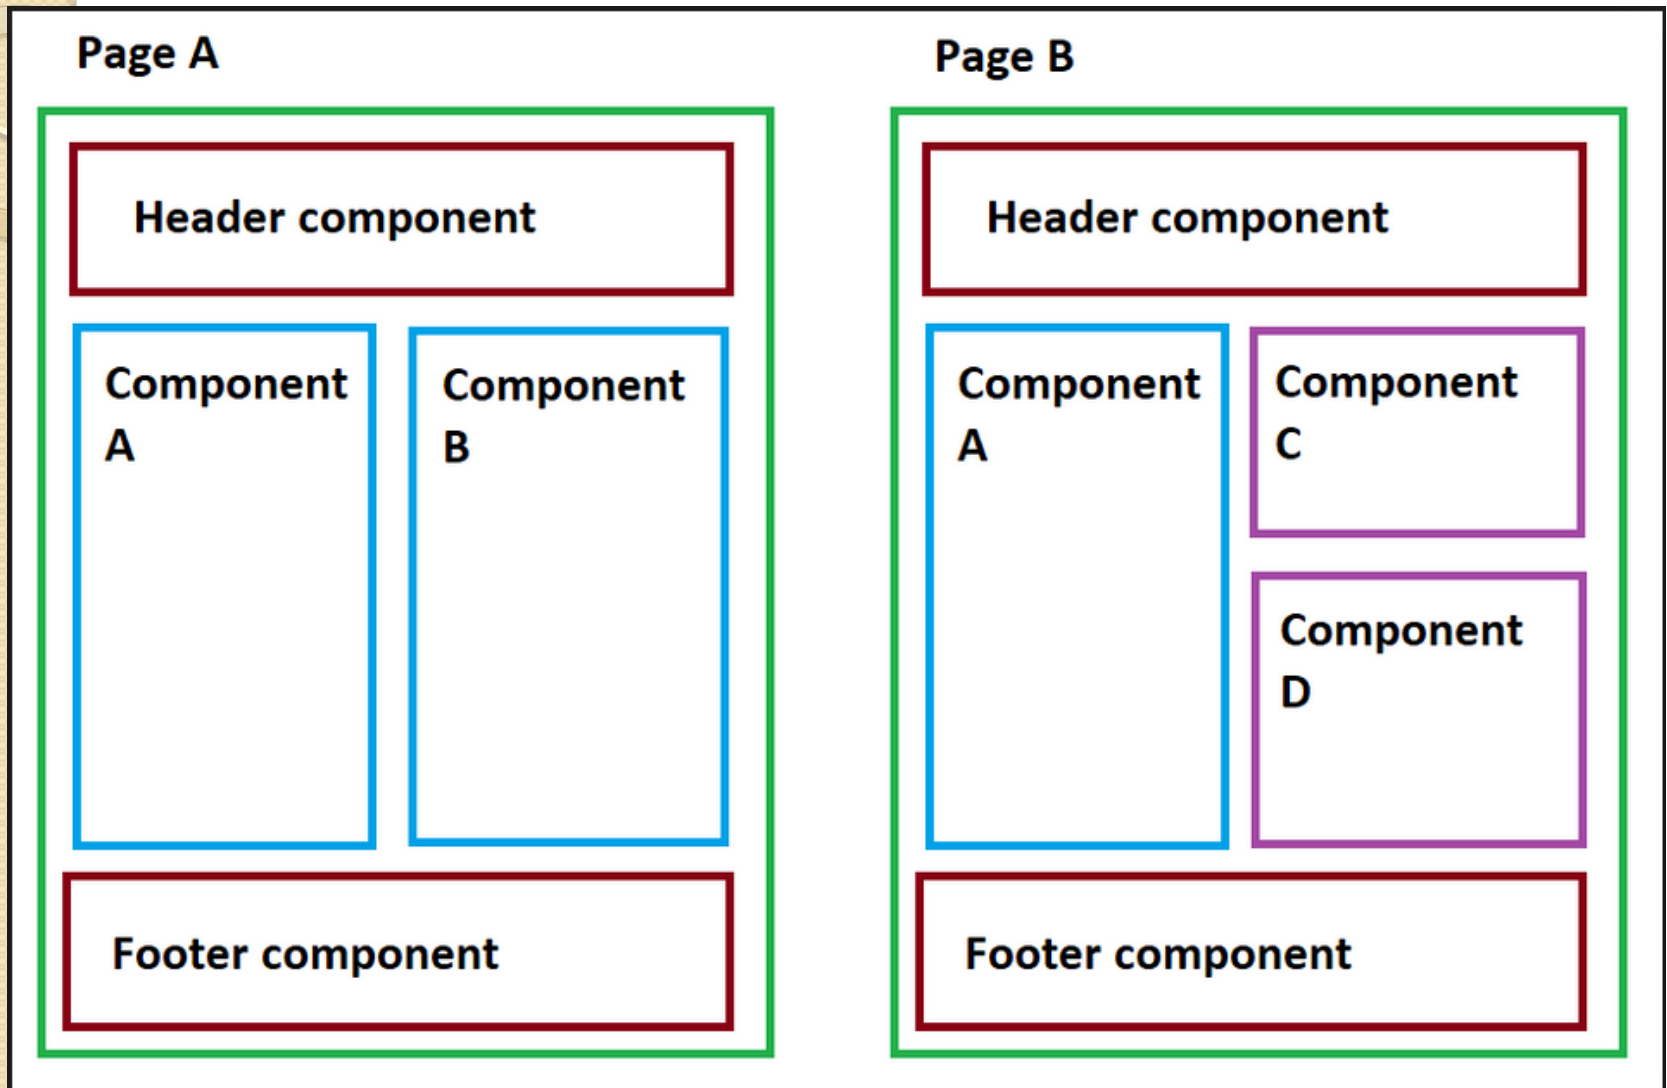 Page A
Header component
Component
A
Component
B
Footer component
Page B
Header component
Component
A
Component
C
Component
D
Footer component